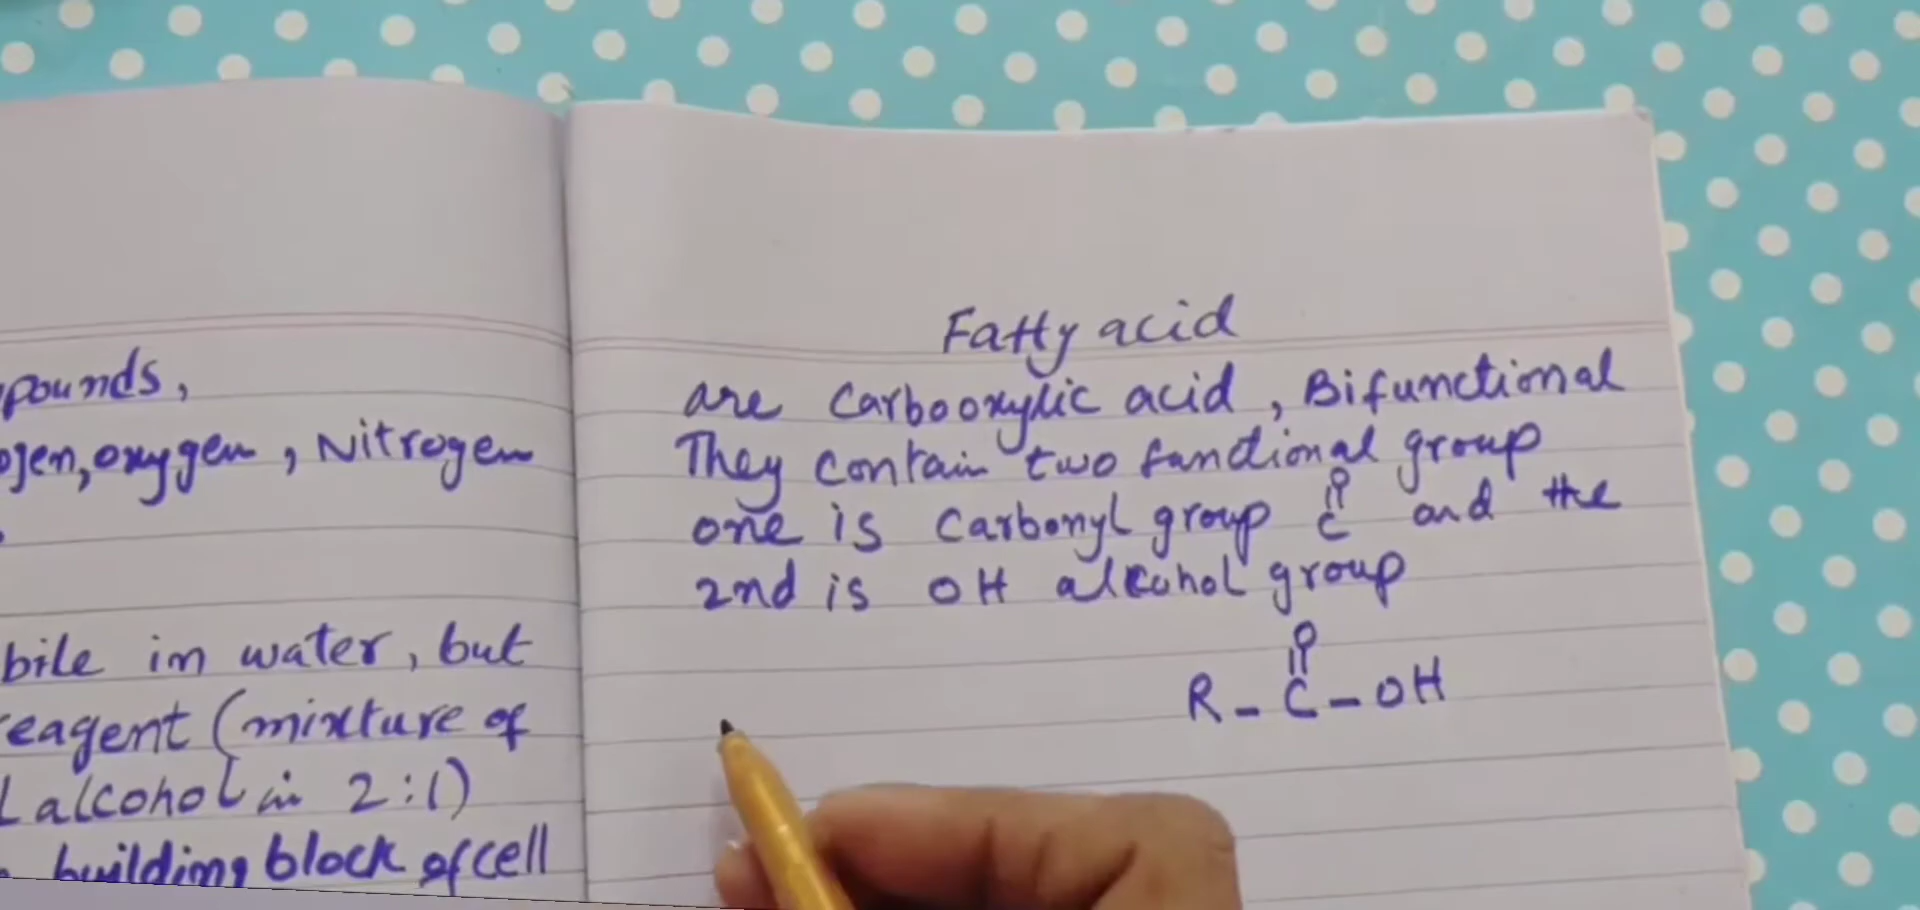 pounds,
ogen, oxygen, Nitrogen
bile in water, but
reagent (mixture of
alcohol in 2:1)
building block of cell
Fatty acid
are Carbooxylic acid, Bifunctional
They contain two fanctional group
one is Carbonyl group O
C and the
2nd is OH alcohol group
O
R-C-OH